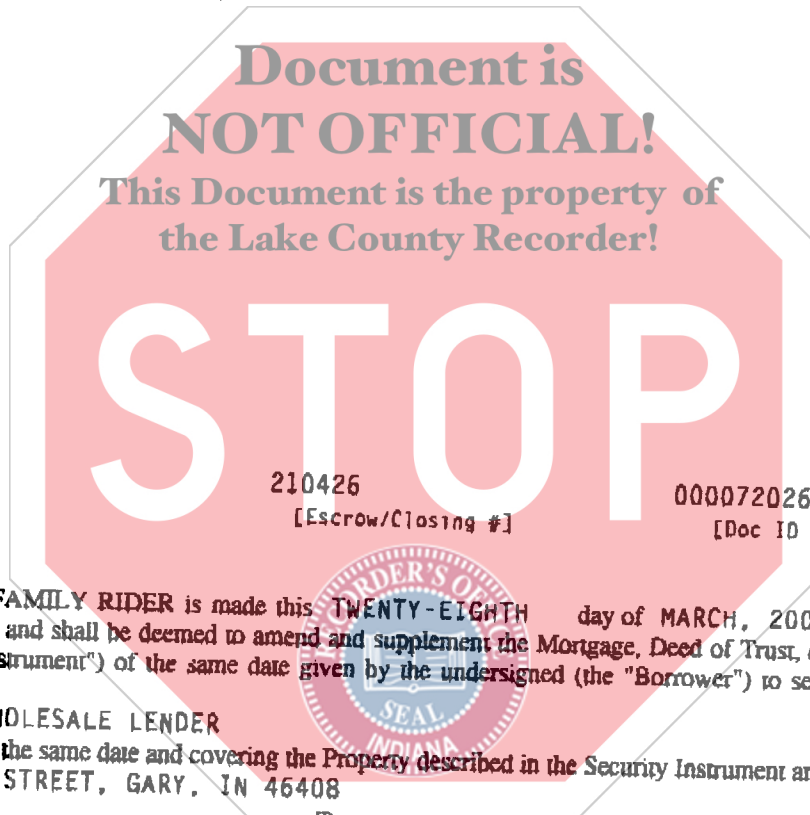 Document is
NOT OFFICIAL!
This Document is the property of
the Lake County Recorder!
STOP
210426 000072026
[Escrow/Closing #] [Doc ID
FAMILY RIDER is made this TWENTY-EIGHTH day of MARCH, 200
and shall be deemed to amend and supplement the Mortgage, Deed of Trust,
strument") of the same date given by the undersigned (the "Borrower") to se
OLESALE LENDER
the same date and covering the Property described in the Security Instrument
STREET, GARY, IN 46408
RECORDER'S OF
SEAL
INDIANA